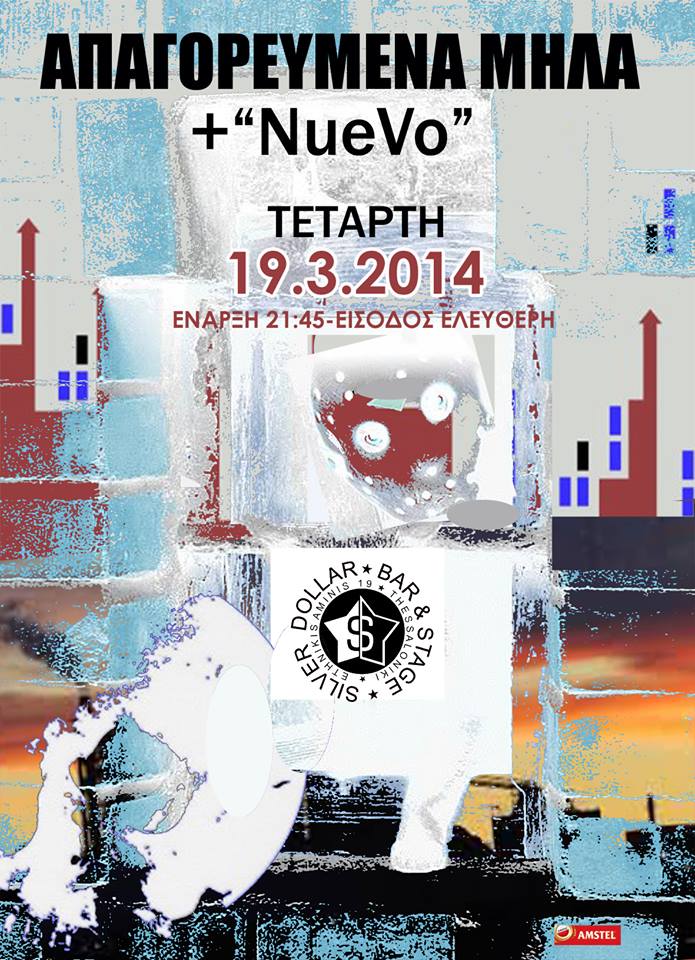 ΑΠΑΓΟΡΕΥΜΕΝΑ ΜΗΛΑ
+“NueVo”
ΤΕΤΑΡΤΗ
19.3.2014
ΕΝΑΡΞΗ 21:45-ΕΙΣΟΔΟΣ ΕΛΕΥΘΕΡΗ
SILVER DOLLAR ★ BAR & STAGE ★
ETHNIKIS AMINIS 19 ★ THESSALONIKI ★
$
AMSTEL